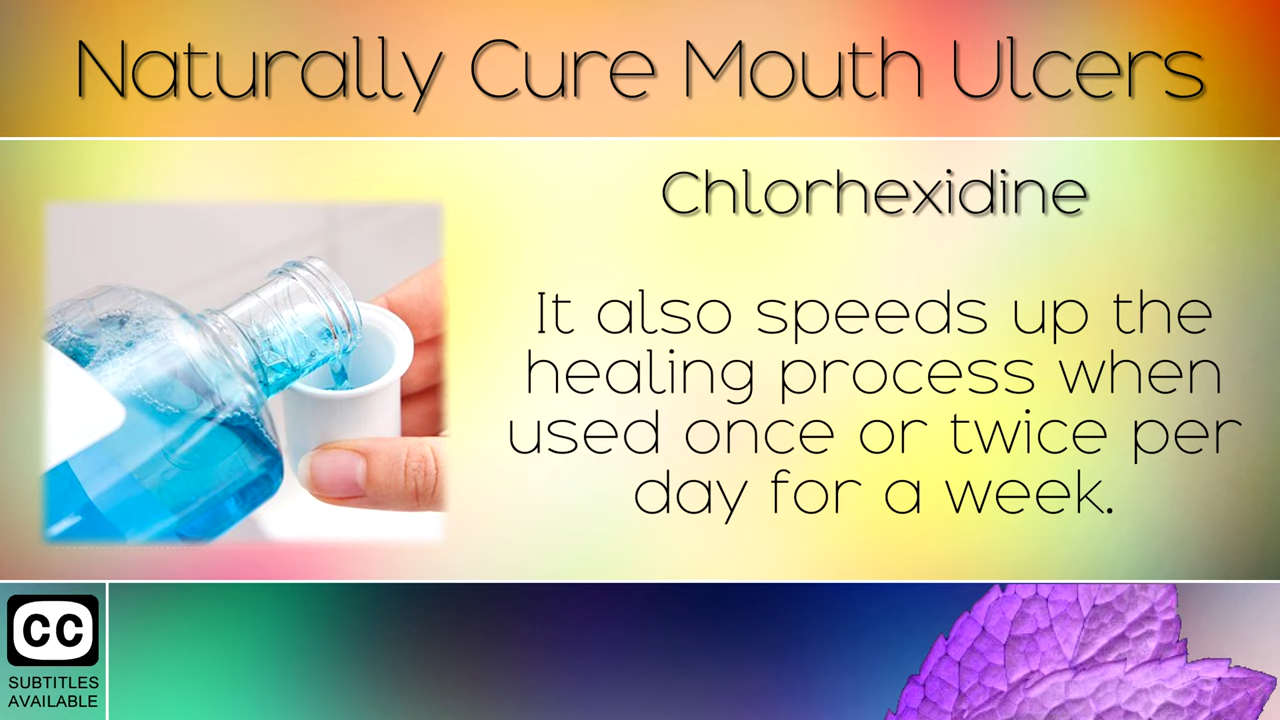 Naturally Cure Mouth Ulcers
Chlorhexidine
It also speeds up the
healing process when
used once or twice per
day for a week.
CC
SUBTITLES
AVAILABLE